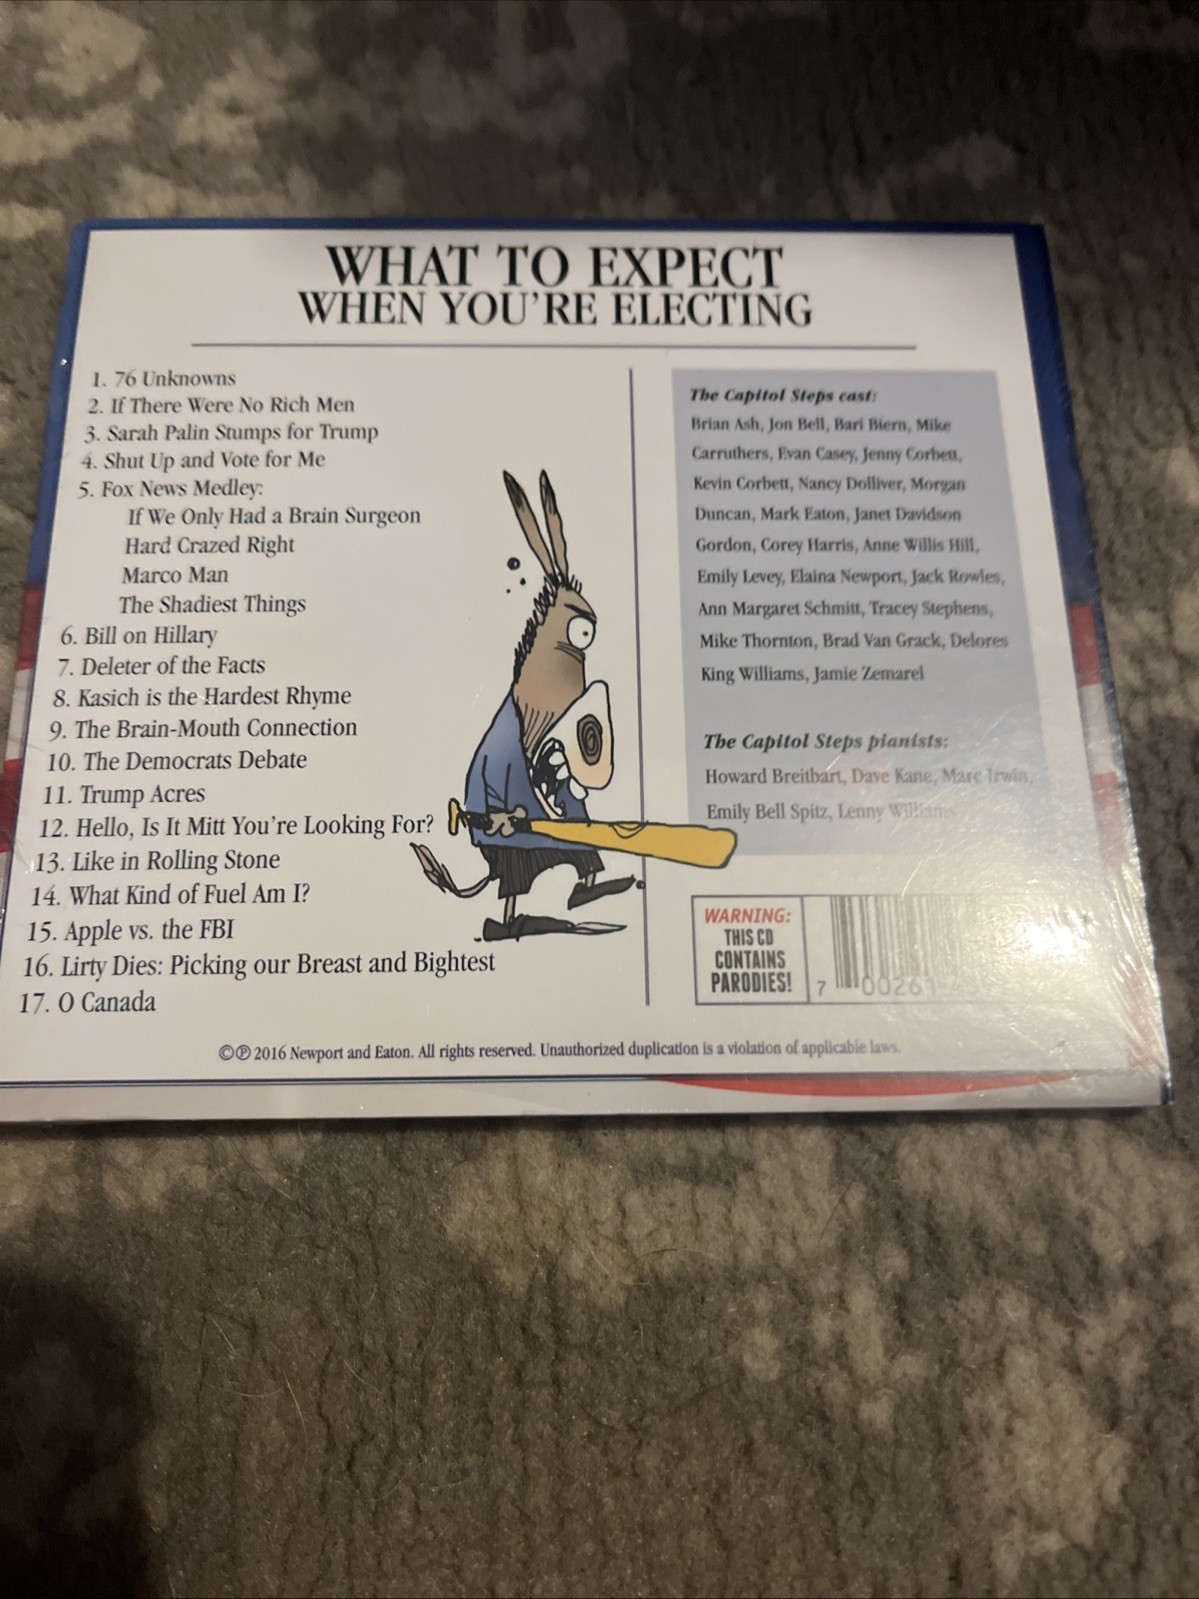 WHAT TO EXPECT
WHEN YOU'RE ELECTING
1. 76 Unknowns
2. If There Were No Rich Men
3. Sarah Palin Stumps for Trump
4. Shut Up and Vote for Me
5. Fox News Medley:
If We Only Had a Brain Surgeon
Hard Crazed Right
Marco Man
The Shadiest Things
6. Bill on Hillary
7. Deleter of the Facts
8. Kasich is the Hardest Rhyme
9. The Brain-Mouth Connection
10. The Democrats Debate
11. Trump Acres
12. Hello, Is It Mitt You're Looking For?
13. Like in Rolling Stone
14. What Kind of Fuel Am I?
15. Apple vs. the FBI
16. Lirty Dies: Picking our Breast and Bightest
17. O Canada
The Capitol Steps cast:
Brian Ash, Jon Bell, Bari Biern, Mike
Carruthers, Evan Casey, Jenny Corbett,
Kevin Corbett, Nancy Dolliver, Morgan
Duncan, Mark Eaton, Janet Davidson
Gordon, Corey Harris, Anne Willis Hill,
Emily Levey, Elaina Newport, Jack Rowles,
Ann Margaret Schmitt, Tracey Stephens,
Mike Thornton, Brad Van Grack, Delores
King Williams, Jamie Zemarel
The Capitol Steps pianists:
Howard Breitbart, Dave Kane, Marc Irwin,
Emily Bell Spitz, Lenny Williams
WARNING:
THIS CD
CONTAINS
PARODIES!
7 00261
©℗ 2016 Newport and Eaton. All rights reserved. Unauthorized duplication is a violation of applicable laws.